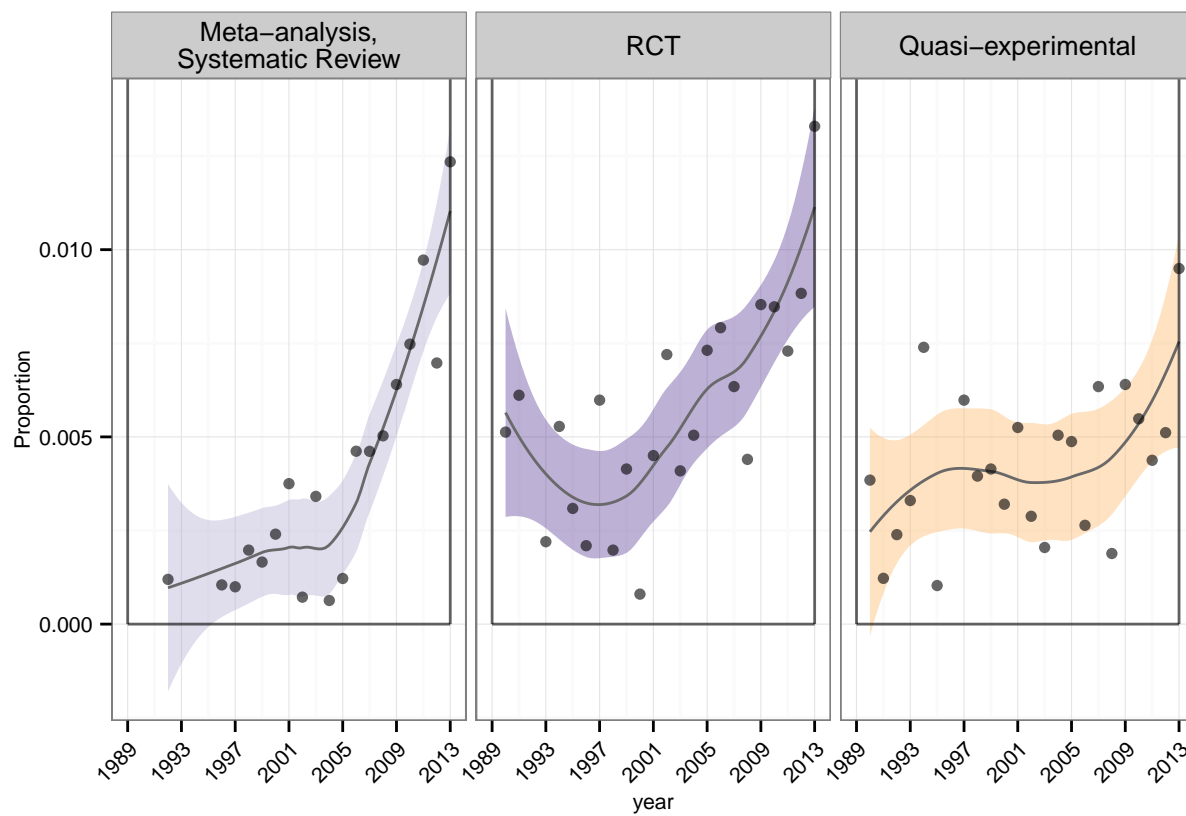 Meta−analysis,
Systematic Review
RCT
Quasi−experimental
Proportion
0.010
0.005
0.000
1989 1993 1997 2001 2005 2009 2013 1989 1993 1997 2001 2005 2009 2013 1989 1993 1997 2001 2005 2009 2013
year